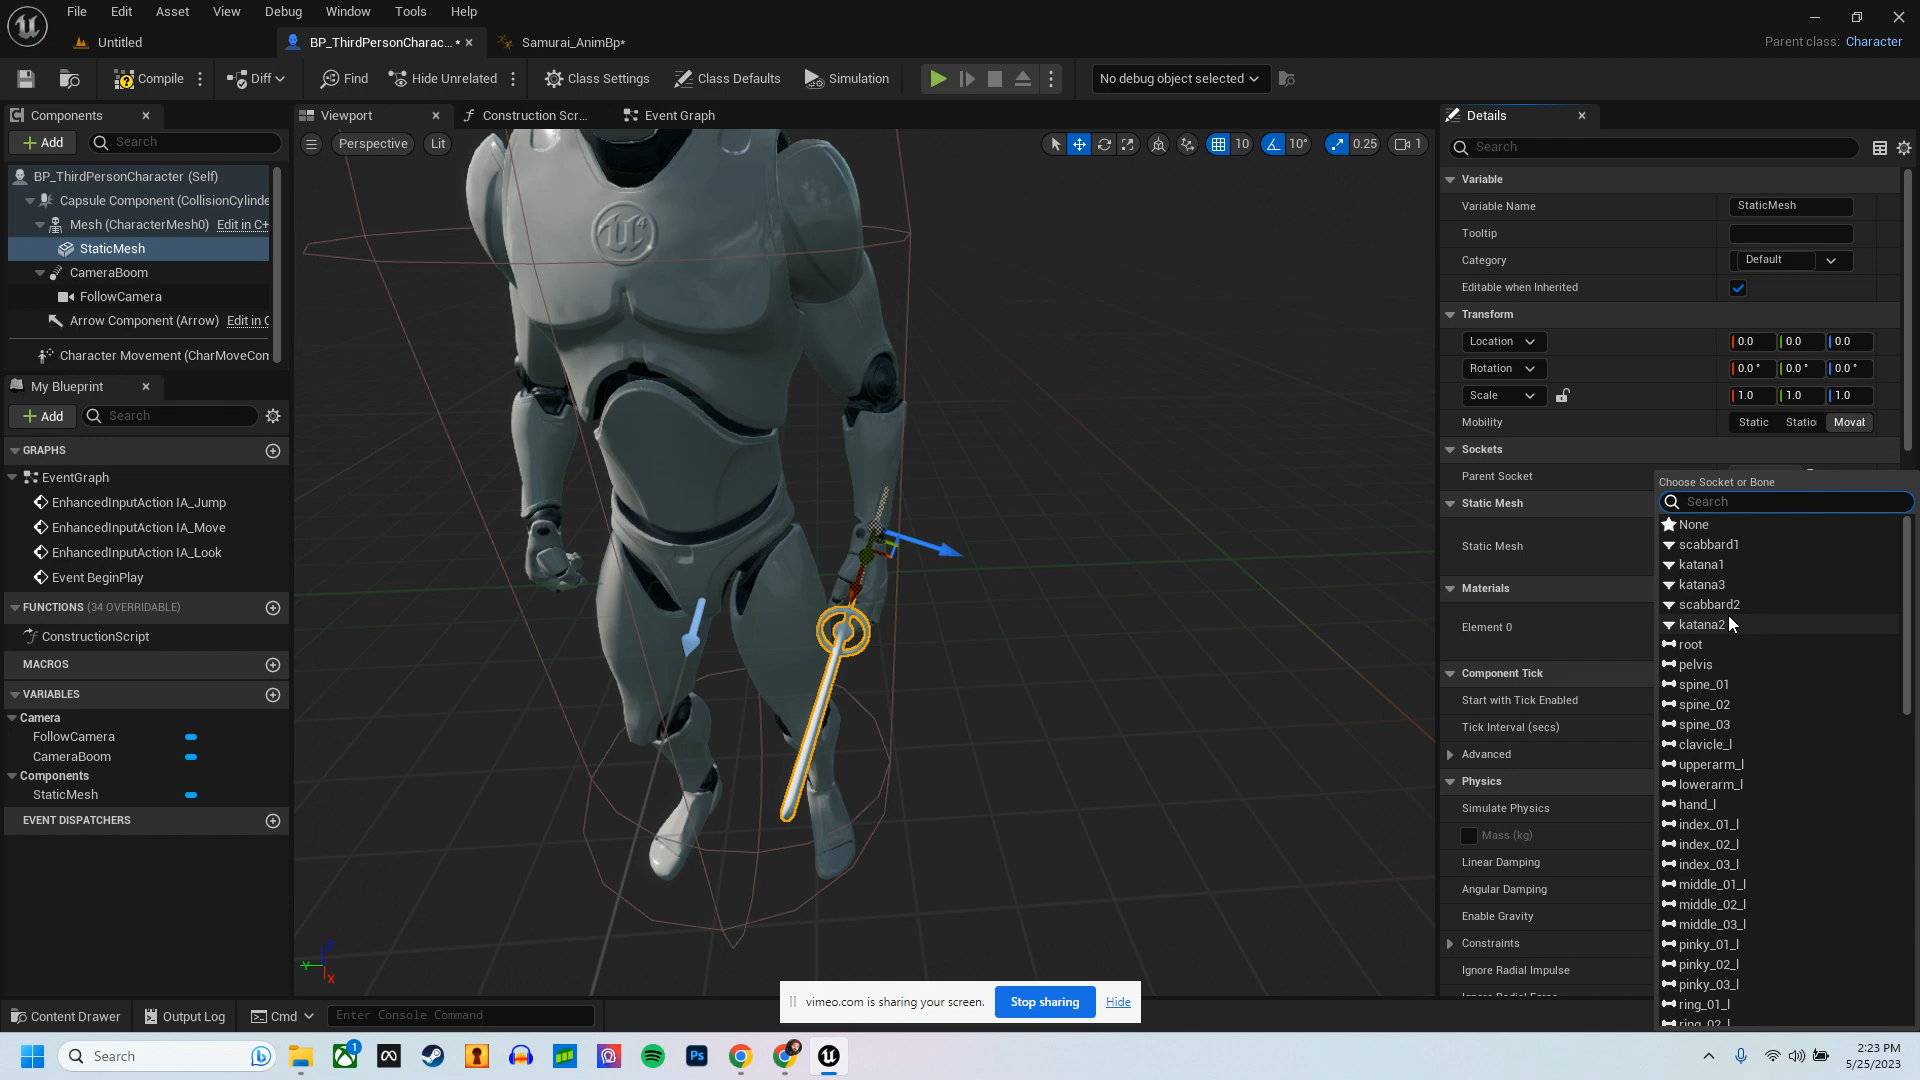 File Edit Asset View Debug Window Tools Help
Untitled
BP_ThirdPersonCharac... *
Samurai_AnimBp*
Parent class: Character
Compile
Diff
Find
Hide Unrelated
Class Settings
Class Defaults
Simulation
No debug object selected
Components
Add
Search
BP_ThirdPersonCharacter (Self)
Capsule Component (CollisionCylinde
Mesh (CharacterMesh0) Edit in C+
StaticMesh
CameraBoom
FollowCamera
Arrow Component (Arrow) Edit in C
Character Movement (CharMoveCom
My Blueprint
Add
Search
GRAPHS
EventGraph
EnhancedInputAction IA_Jump
EnhancedInputAction IA_Move
EnhancedInputAction IA_Look
Event BeginPlay
FUNCTIONS (34 OVERRIDABLE)
ConstructionScript
MACROS
VARIABLES
Camera
FollowCamera
CameraBoom
Components
StaticMesh
EVENT DISPATCHERS
Viewport
Construction Scr...
Event Graph
Perspective
Lit
10
10°
0.25
1
Z
Y
X
Details
Search
Variable
Variable Name StaticMesh
Tooltip
Category Default
Editable when Inherited
Transform
Location 0.0 0.0 0.0
Rotation 0.0 ° 0.0 ° 0.0 °
Scale 1.0 1.0 1.0
Mobility Static Statio Moval
Sockets
Parent Socket
Static Mesh
Static Mesh
Materials
Element 0
Component Tick
Start with Tick Enabled
Tick Interval (secs)
Advanced
Physics
Simulate Physics
Mass (kg)
Linear Damping
Angular Damping
Enable Gravity
Constraints
Ignore Radial Impulse
Ignore Radial Force
Choose Socket or Bone
Search
None
scabbard1
katana1
katana3
scabbard2
katana2
root
pelvis
spine_01
spine_02
spine_03
clavicle_l
upperarm_l
lowerarm_l
hand_l
index_01_l
index_02_l
index_03_l
middle_01_l
middle_02_l
middle_03_l
pinky_01_l
pinky_02_l
pinky_03_l
ring_01_l
ring_02_l
vimeo.com is sharing your screen.
Stop sharing
Hide
Content Drawer
Output Log
Cmd
Enter Console Command
Search
1
Ps
2:23 PM
5/25/2023